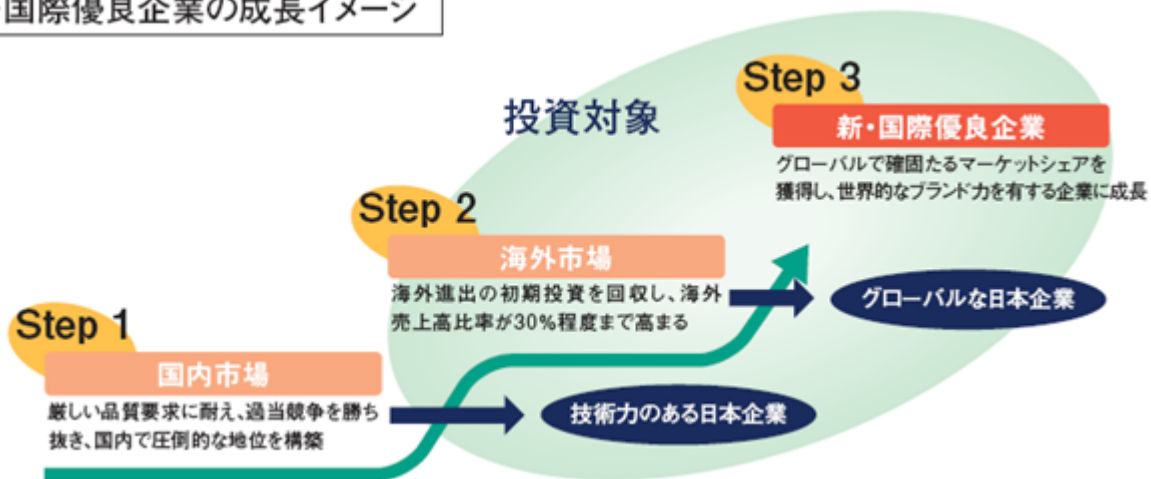 国際優良企業の成長イメージ
投資対象
Step 3
新・国際優良企業
グローバルで確固たるマーケットシェアを
獲得し、世界的なブランド力を有する企業に成長
Step 2
海外市場
海外進出の初期投資を回収し、海外
売上高比率が30%程度まで高まる
グローバルな日本企業
Step 1
国内市場
厳しい品質要求に耐え、過当競争を勝ち
抜き、国内で圧倒的な地位を構築
技術力のある日本企業